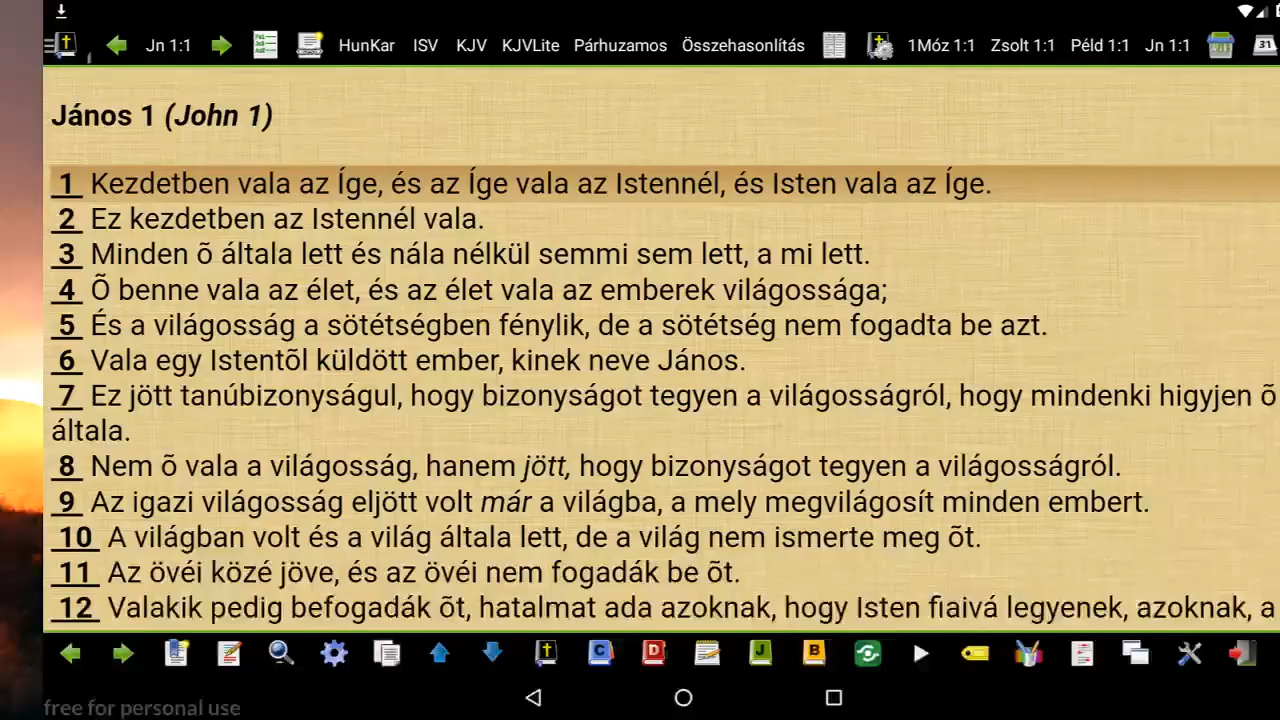 Jn 1:1 HunKar ISV KJV KJVLite Párhuzamos Összehasonlítás 1Móz 1:1 Zsolt 1:1 Péld 1:1 Jn 1:1 31
János 1 (John 1)
1 Kezdetben vala az Íge, és az Íge vala az Istennél, és Isten vala az Íge.
2 Ez kezdetben az Istennél vala.
3 Minden õ általa lett és nála nélkül semmi sem lett, a mi lett.
4 Õ benne vala az élet, és az élet vala az emberek világossága;
5 És a világosság a sötétségben fénylik, de a sötétség nem fogadta be azt.
6 Vala egy Istentõl küldött ember, kinek neve János.
7 Ez jött tanúbizonyságul, hogy bizonyságot tegyen a világosságról, hogy mindenki higyjen õ
általa.
8 Nem õ vala a világosság, hanem jött, hogy bizonyságot tegyen a világosságról.
9 Az igazi világosság eljött volt már a világba, a mely megvilágosít minden embert.
10 A világban volt és a világ általa lett, de a világ nem ismerte meg õt.
11 Az övéi közé jöve, és az övéi nem fogadák be õt.
12 Valakik pedig befogadák õt, hatalmat ada azoknak, hogy Isten fiaivá legyenek, azoknak, a
C D J B
free for personal use